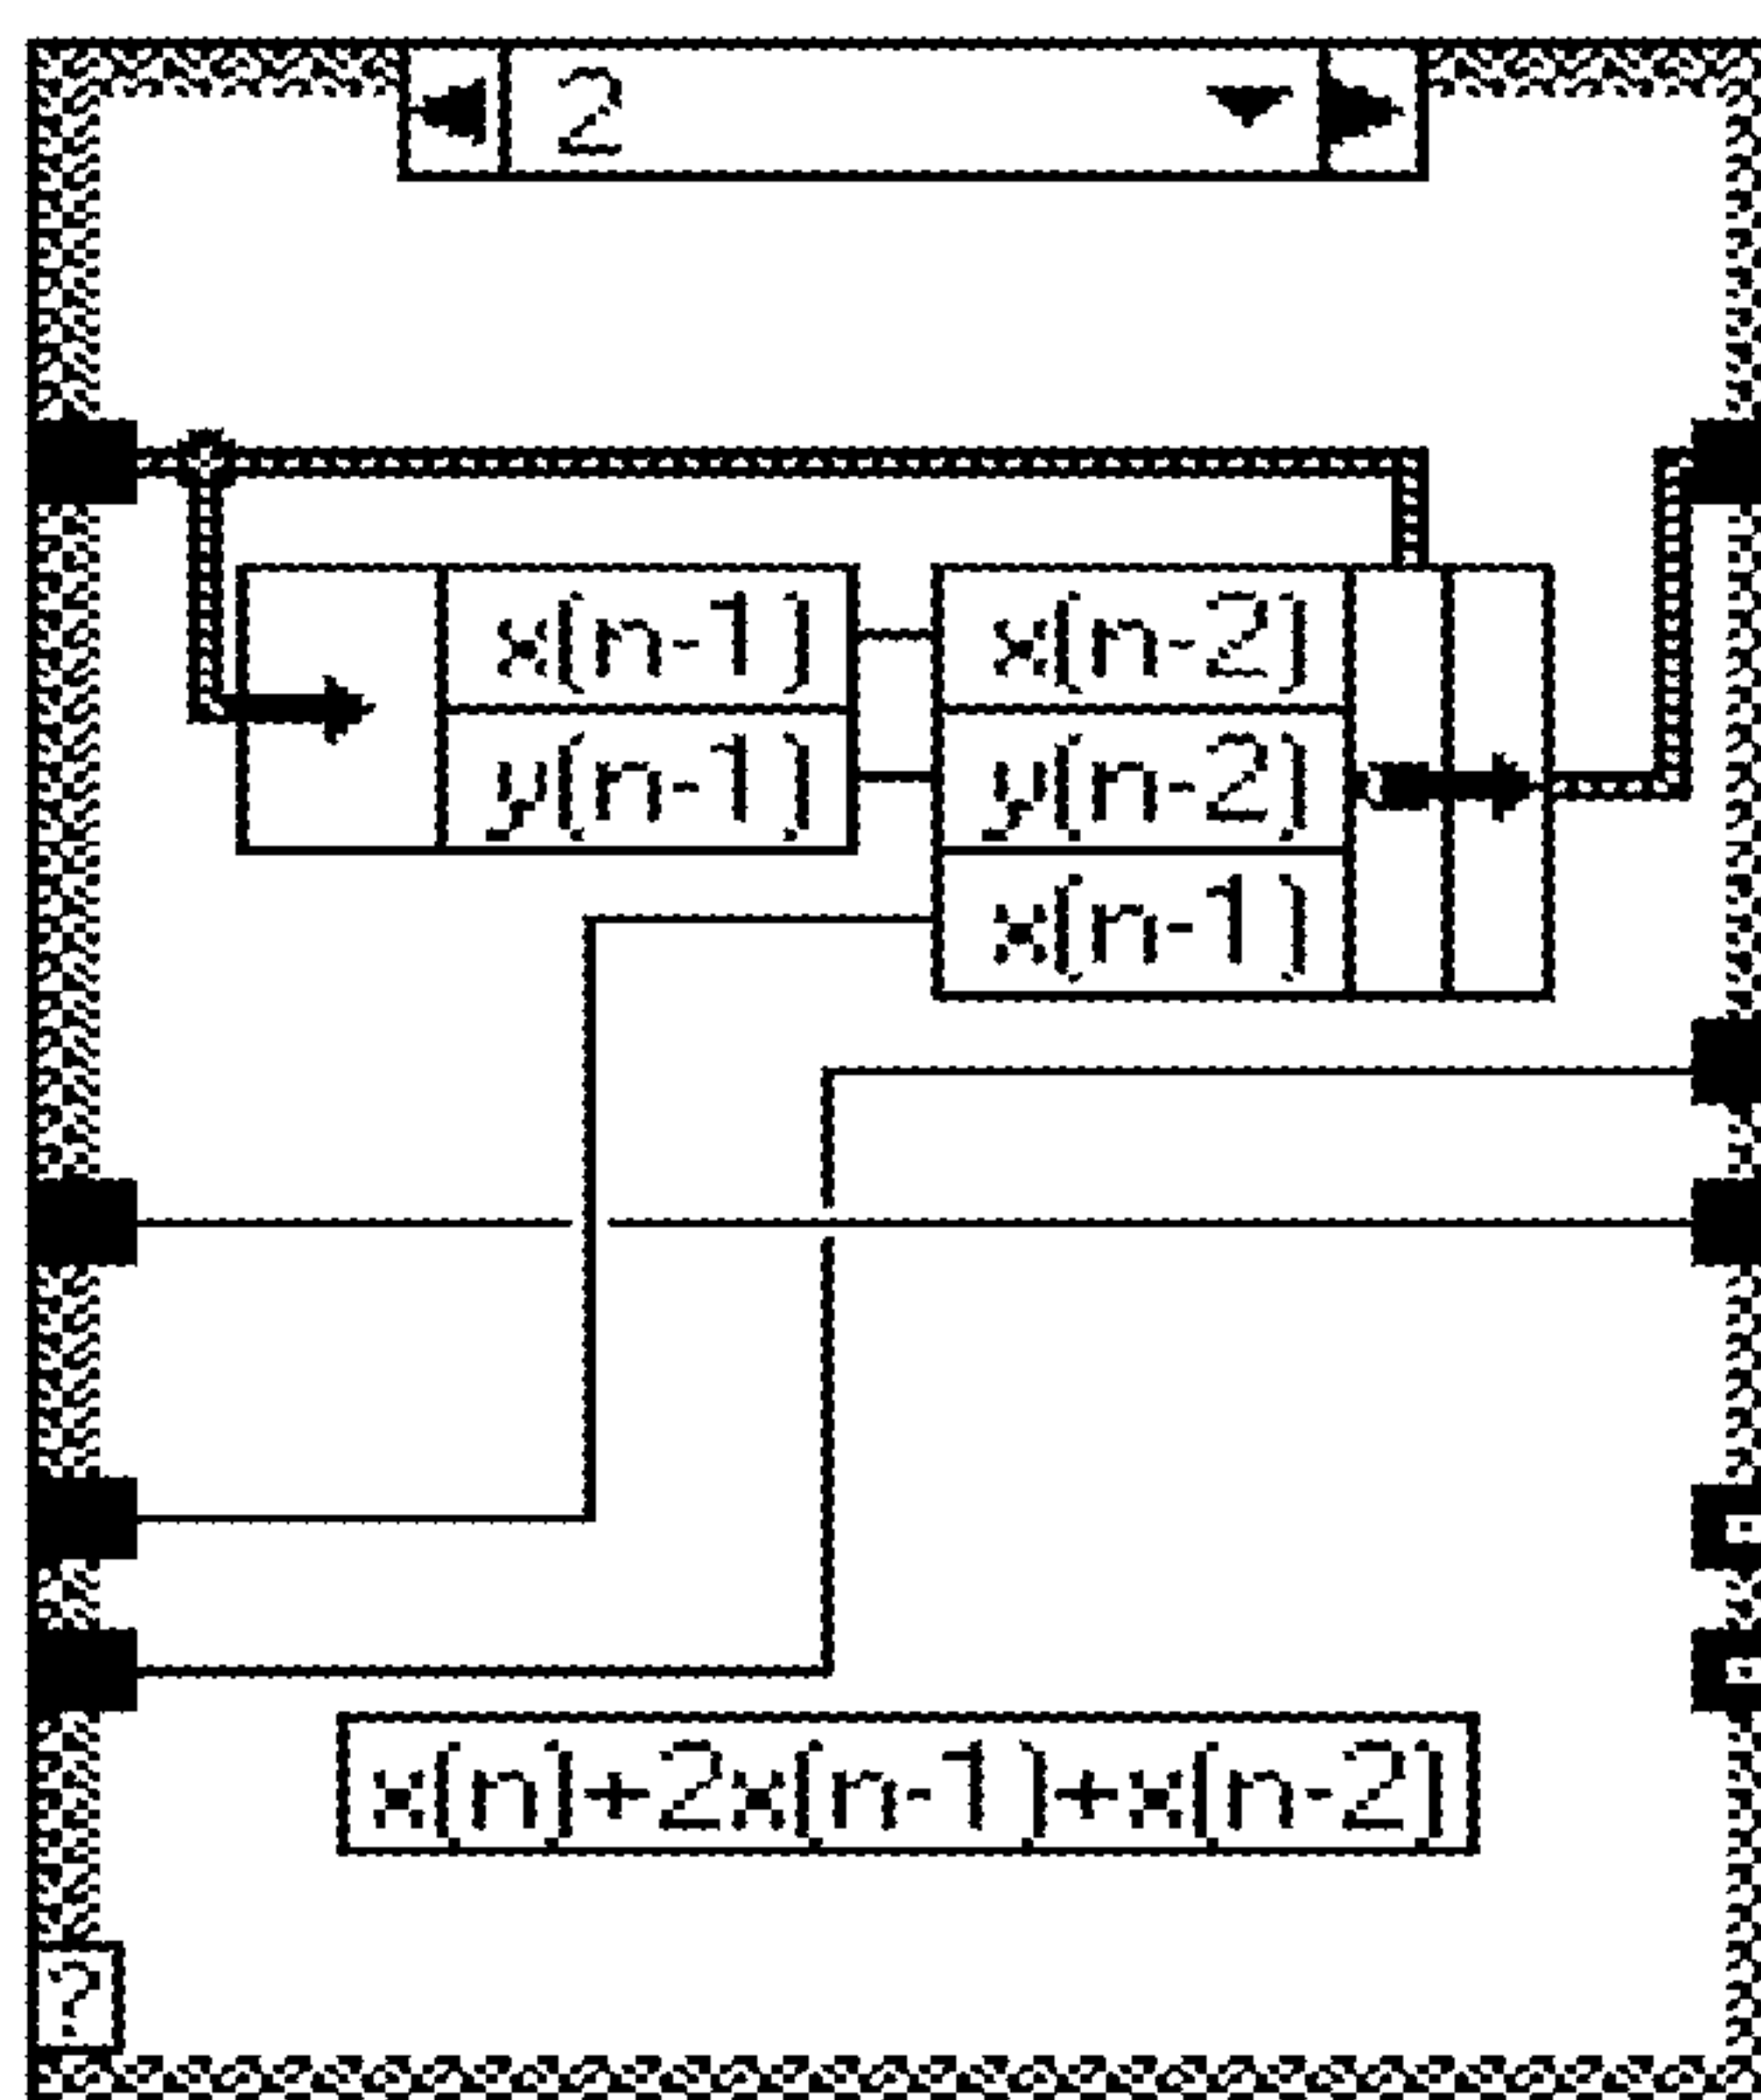 2
x(n-1) x(n-2)
y(n-1) y(n-2)
x(n-1)
x(n)+2x(n-1)+x(n-2)
?